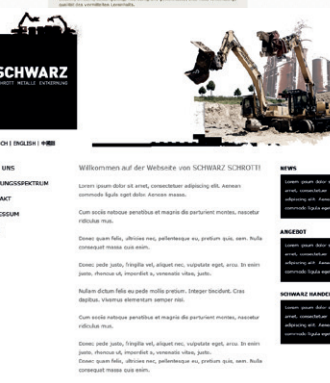 SCHWARZ
SCHROTT METALLE ENTKERNUNG
CH | ENGLISH | 中國語
UNS
UNGSSPEKTRUM
AKT
ESSUM
Willkommen auf der Webseite von SCHWARZ SCHROTT!
Lorem ipsum dolor sit amet, consectetuer adipiscing elit. Aenean
commodo ligula eget dolor. Aenean massa.
Cum sociis natoque penatibus et magnis dis parturient montes, nascetur
ridiculus mus.
Donec quam felis, ultricies nec, pellentesque eu, pretium quis, sem. Nulla
consequat massa quis enim.
Donec pede justo, fringilla vel, aliquet nec, vulputate eget, arcu. In enim
justo, rhoncus ut, imperdiet a, venenatis vitae, justo.
Nullam dictum felis eu pede mollis pretium. Integer tincidunt. Cras
dapibus. Vivamus elementum semper nisi.
Cum sociis natoque penatibus et magnis dis parturient montes, nascetur
ridiculus mus.
Donec pede justo, fringilla vel, aliquet nec, vulputate eget, arcu. In enim
justo, rhoncus ut, imperdiet a, venenatis vitae, justo.
Donec quam felis, ultricies nec, pellentesque eu, pretium quis, sem. Nulla
consequat massa quis enim.
NEWS
Lorem ipsum dolor sit
amet, consectetuer
adipiscing elit. Aenean
commodo ligula eget
ANGEBOT
Lorem ipsum dolor sit
amet, consectetuer
adipiscing elit. Aenean
commodo ligula eget
SCHWARZ HANDEL
Lorem ipsum dolor sit
amet, consectetuer
adipiscing elit. Aenean
commodo ligula eget